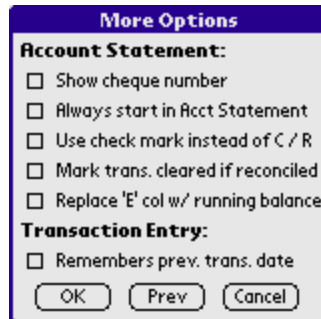 More Options
Account Statement:
Show cheque number
Always start in Acct Statement
Use check mark instead of C / R
Mark trans. cleared if reconciled
Replace 'E' col w/ running balance
Transaction Entry:
Remembers prev. trans. date
OK Prev Cancel